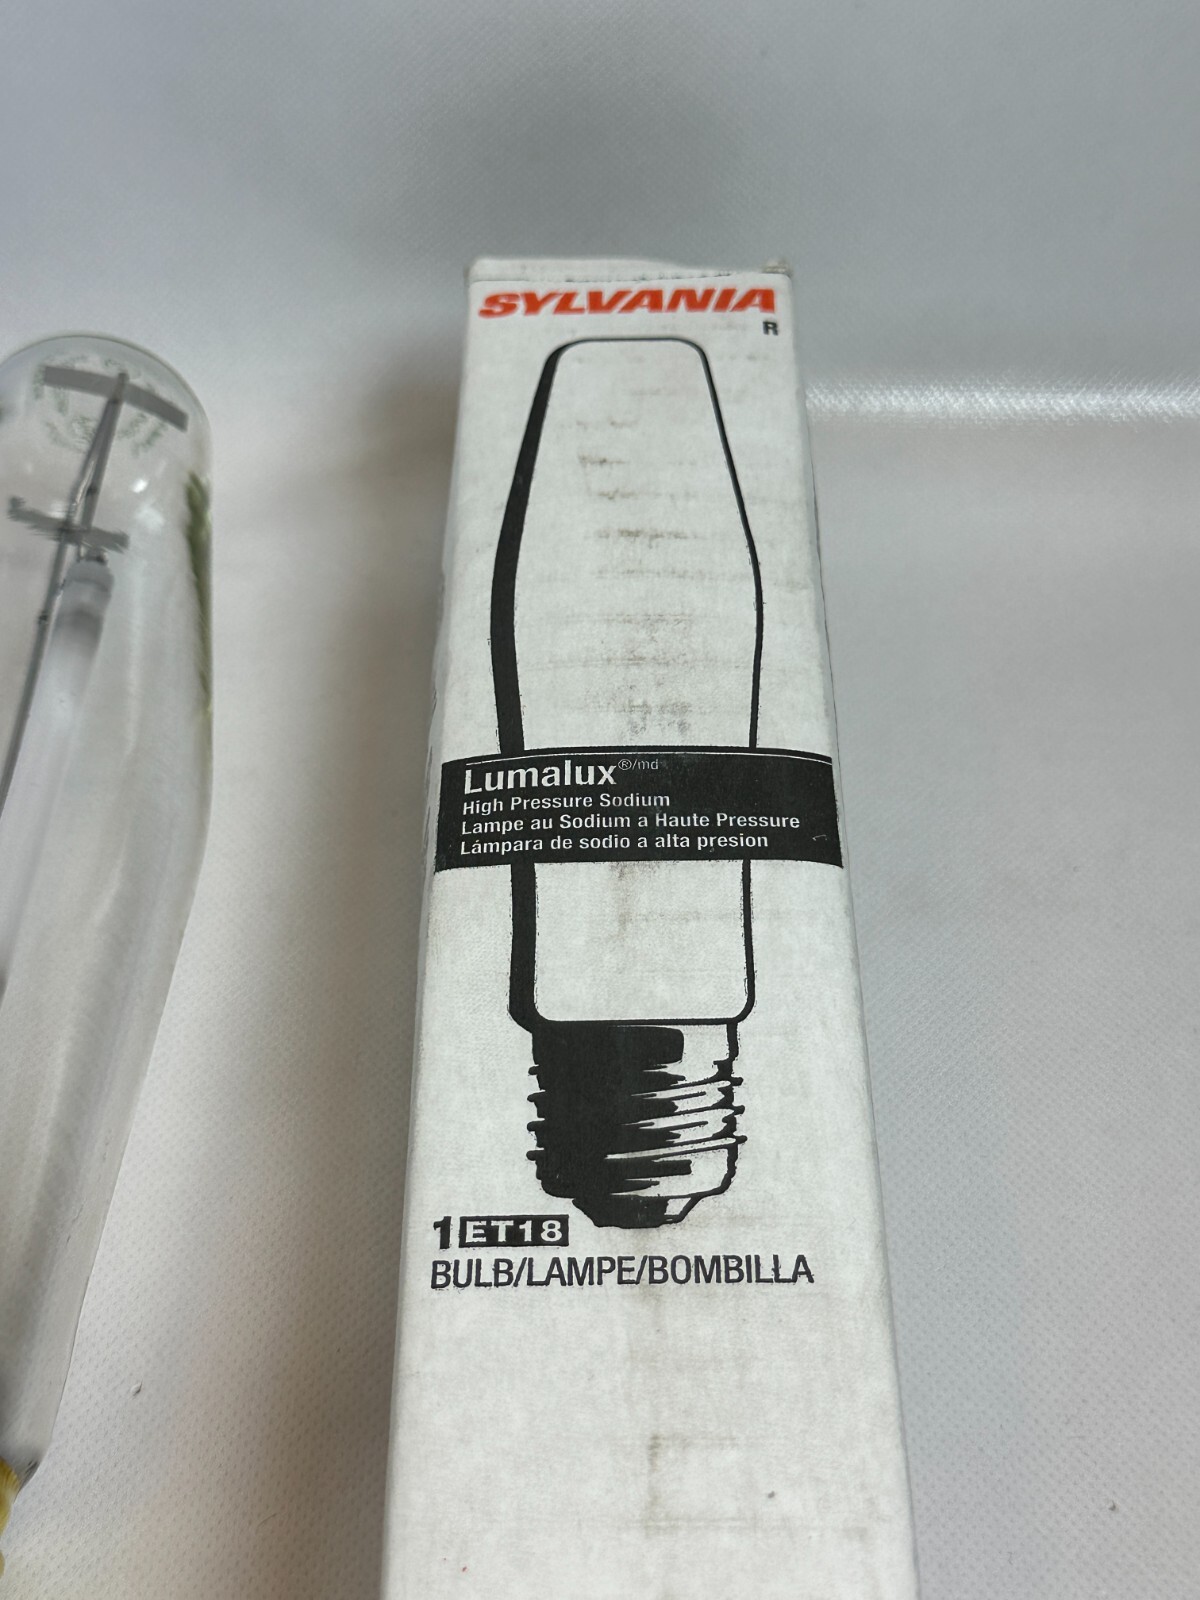 SYLVANIA
R
Lumalux®/md
High Pressure Sodium
Lampe au Sodium a Haute Pressure
Lámpara de sodio a alta presion
1 ET18
BULB/LAMPE/BOMBILLA